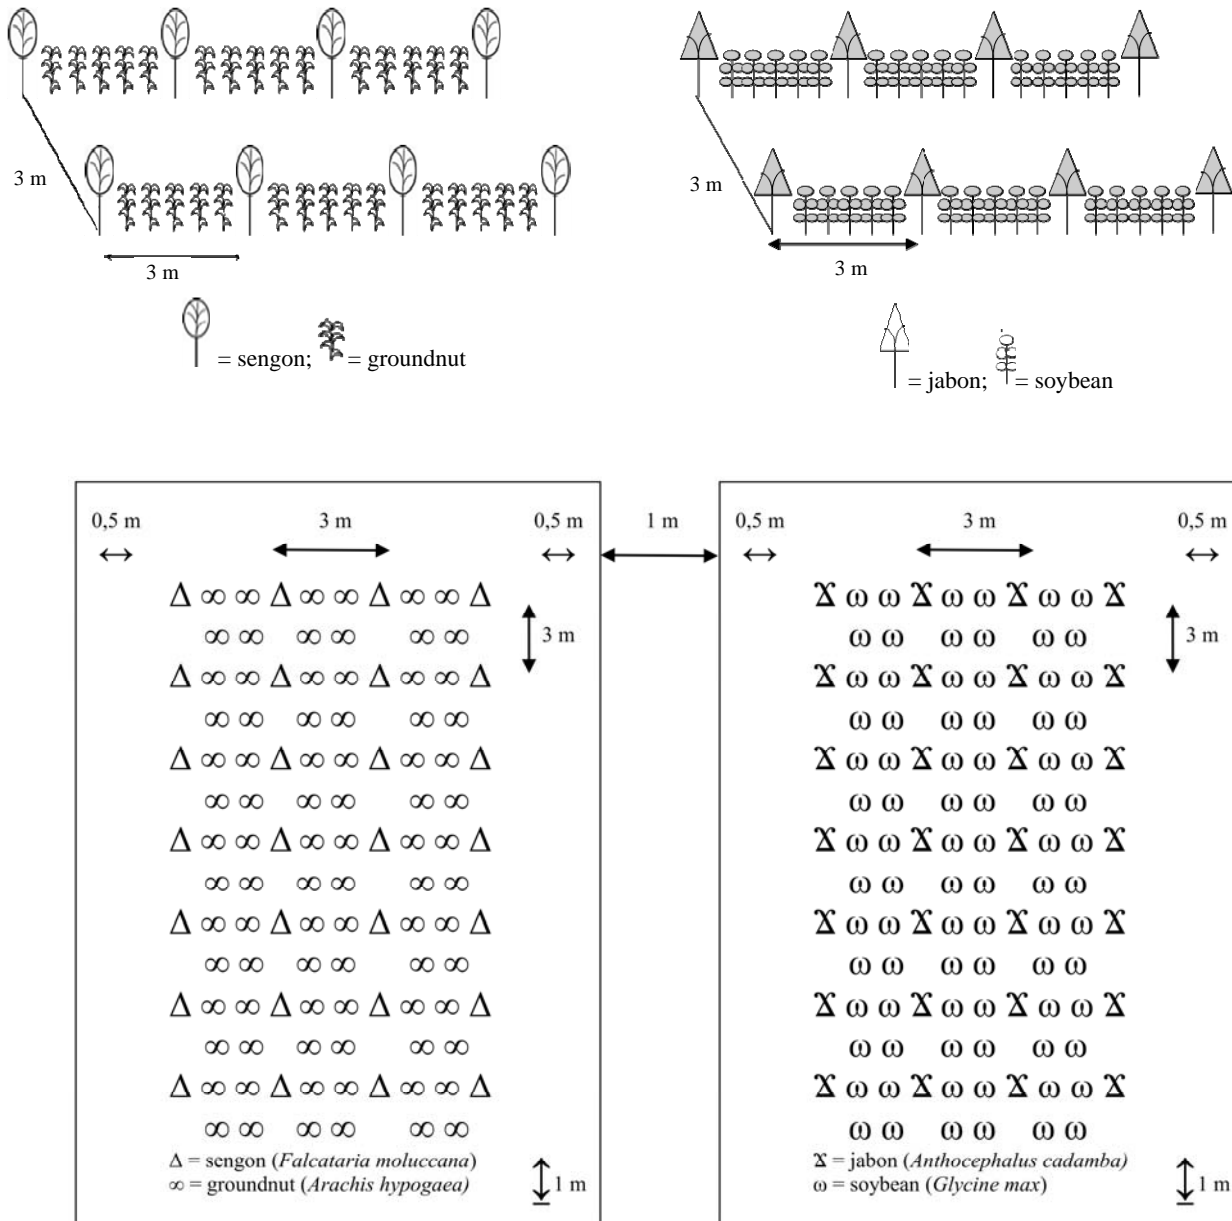 3 m
3 m
= sengon; = groundnut
3 m
3 m
= jabon; = soybean
0,5 m 3 m 0,5 m
1 m
0,5 m 3 m 0,5 m
Δ ∞ ∞ Δ ∞ ∞ Δ ∞ ∞ Δ
3 m
∞ ∞ ∞ ∞ ∞ ∞
Δ ∞ ∞ Δ ∞ ∞ Δ ∞ ∞ Δ
∞ ∞ ∞ ∞ ∞ ∞
Δ ∞ ∞ Δ ∞ ∞ Δ ∞ ∞ Δ
∞ ∞ ∞ ∞ ∞ ∞
Δ ∞ ∞ Δ ∞ ∞ Δ ∞ ∞ Δ
∞ ∞ ∞ ∞ ∞ ∞
Δ ∞ ∞ Δ ∞ ∞ Δ ∞ ∞ Δ
∞ ∞ ∞ ∞ ∞ ∞
Δ ∞ ∞ Δ ∞ ∞ Δ ∞ ∞ Δ
∞ ∞ ∞ ∞ ∞ ∞
Δ ∞ ∞ Δ ∞ ∞ Δ ∞ ∞ Δ
∞ ∞ ∞ ∞ ∞ ∞
Δ = sengon (Falcataria moluccana)
∞ = groundnut (Arachis hypogaea)
1 m
Ϫ ω ω Ϫ ω ω Ϫ ω ω Ϫ
3 m
ω ω ω ω ω ω
Ϫ ω ω Ϫ ω ω Ϫ ω ω Ϫ
ω ω ω ω ω ω
Ϫ ω ω Ϫ ω ω Ϫ ω ω Ϫ
ω ω ω ω ω ω
Ϫ ω ω Ϫ ω ω Ϫ ω ω Ϫ
ω ω ω ω ω ω
Ϫ ω ω Ϫ ω ω Ϫ ω ω Ϫ
ω ω ω ω ω ω
Ϫ ω ω Ϫ ω ω Ϫ ω ω Ϫ
ω ω ω ω ω ω
Ϫ ω ω Ϫ ω ω Ϫ ω ω Ϫ
ω ω ω ω ω ω
Ϫ = jabon (Anthocephalus cadamba)
ω = soybean (Glycine max)
1 m